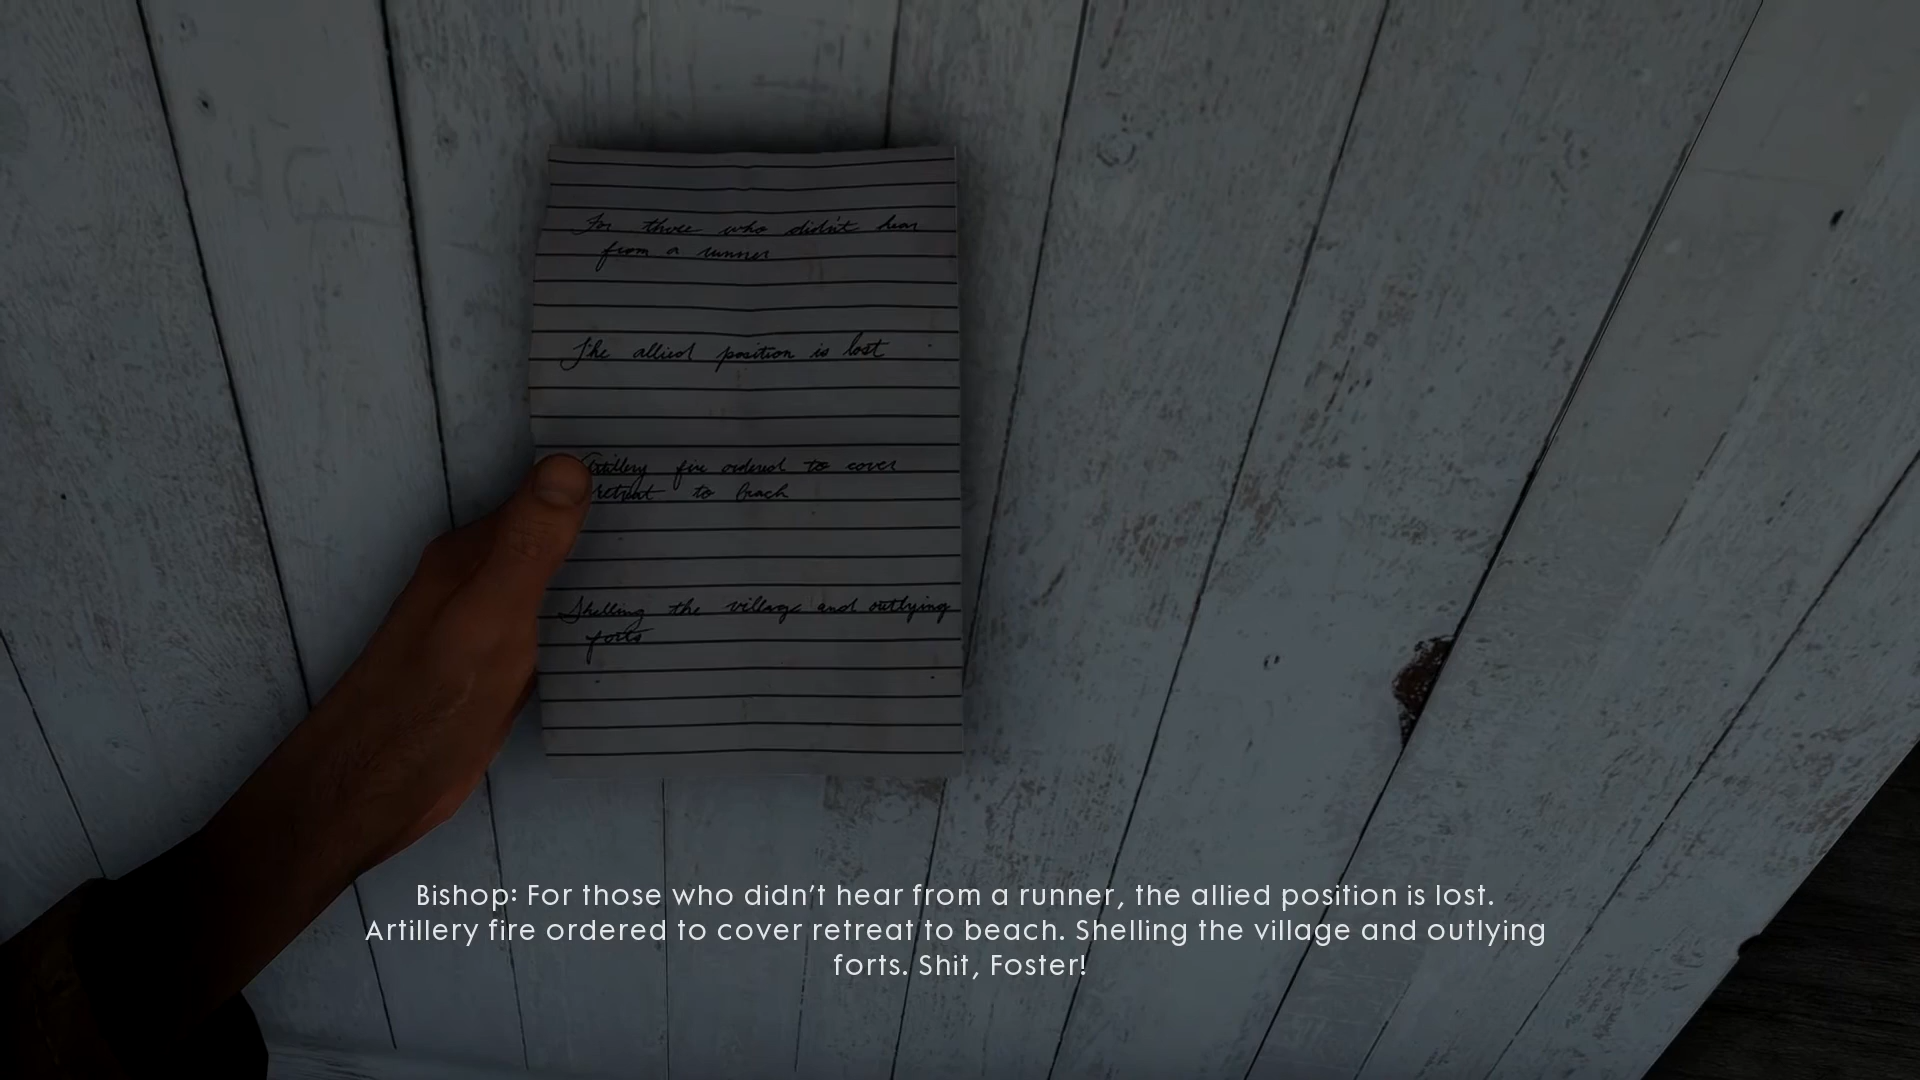 For those who didn't hear
from a runner
The allied position is lost
Artillery fire ordered to cover
retreat to beach
Shelling the village and outlying
forts
Bishop: For those who didn't hear from a runner, the allied position is lost.
Artillery fire ordered to cover retreat to beach. Shelling the village and outlying
forts. Shit, Foster!